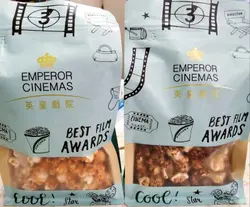 3
EMPEROR
CINEMAS
英皇戲院
BEST FILM
AWARDS
Cool!
Star
3
EMPEROR
CINEMAS
英皇戲院
CINEMA
BEST FILM
AWARDS
COOL!
Star